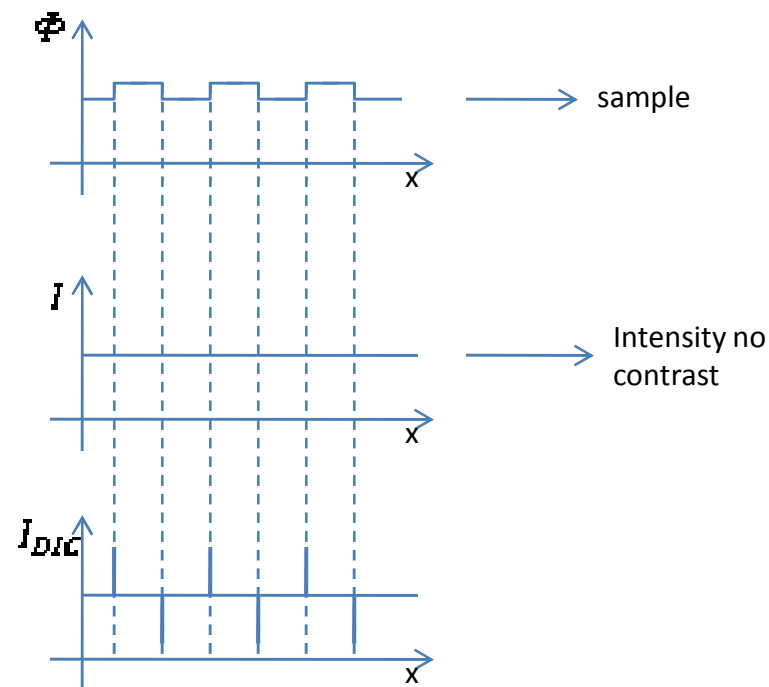 Φ
sample
x
I
Intensity no
contrast
x
I_DIC
x